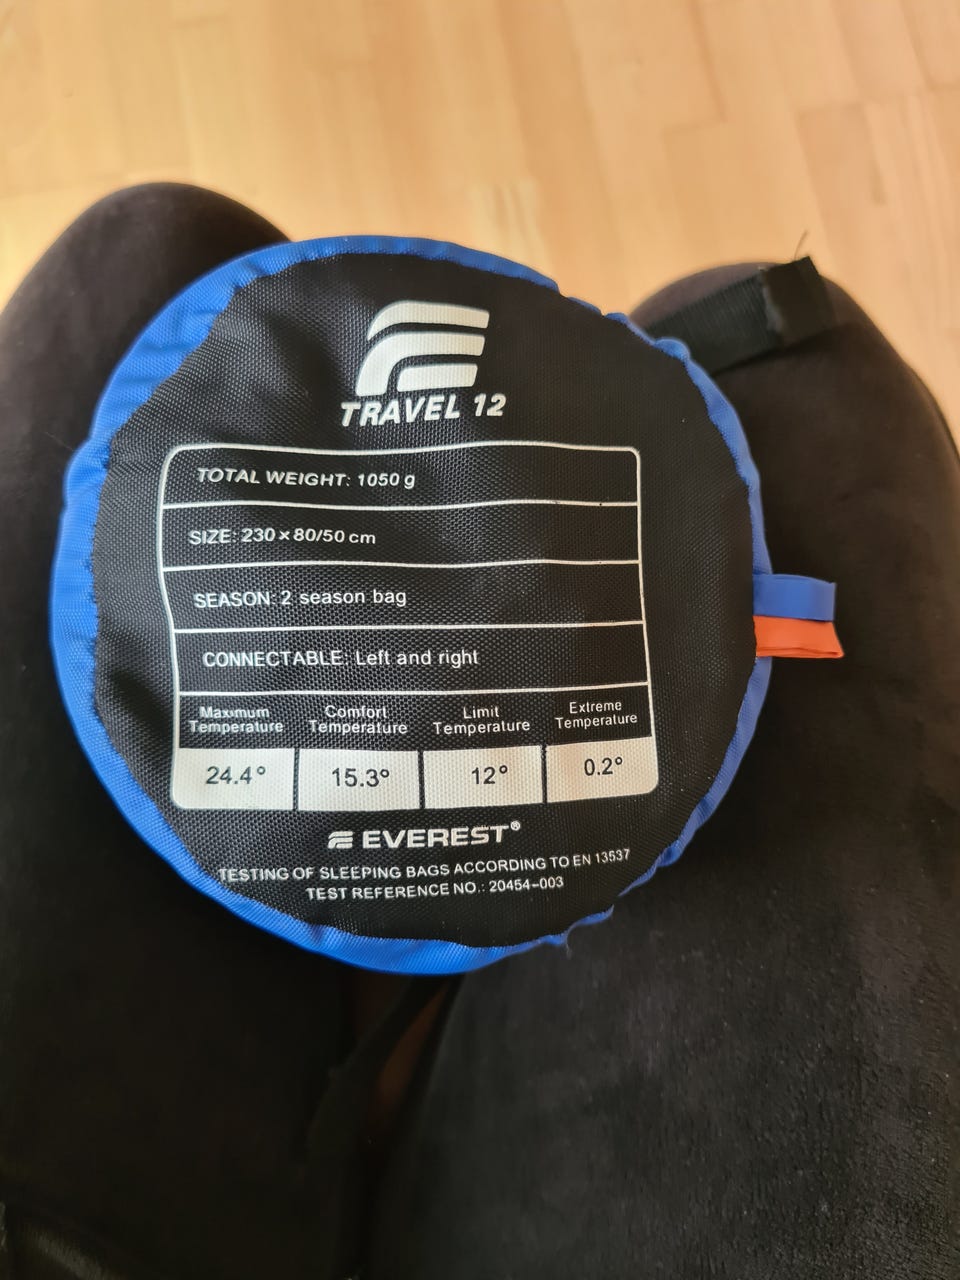 TRAVEL 12
TOTAL WEIGHT: 1050 g
SIZE: 230 × 80/50 cm
SEASON: 2 season bag
CONNECTABLE: Left and right
Maximum Temperature
Comfort Temperature
Limit Temperature
Extreme Temperature
24.4° 15.3° 12° 0.2°
EVEREST®
TESTING OF SLEEPING BAGS ACCORDING TO EN 13537
TEST REFERENCE NO.: 20454-003